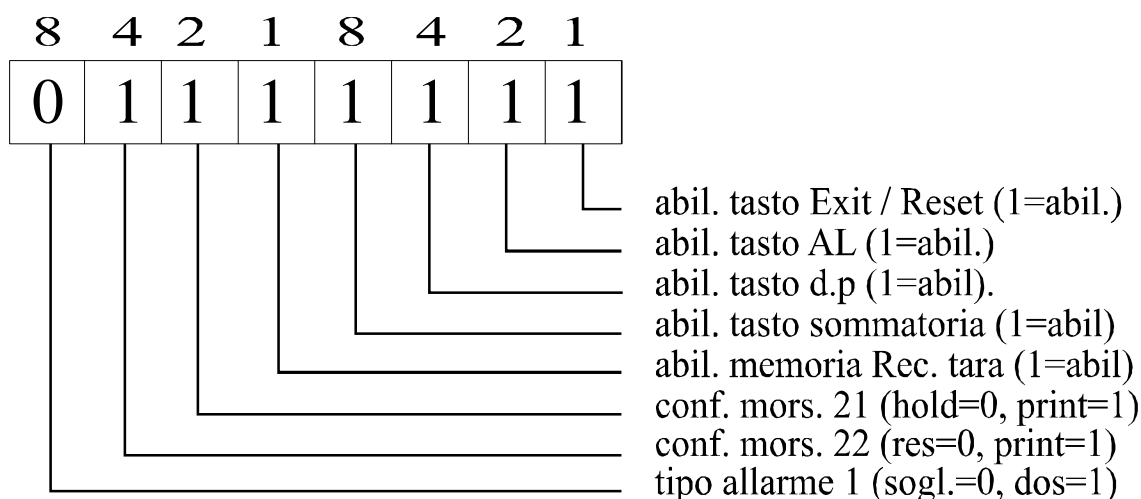 8 4 2 1 8 4 2 1
0 1 1 1 1 1 1 1
abil. tasto Exit / Reset (1=abil.)
abil. tasto AL (1=abil.)
abil. tasto d.p (1=abil).
abil. tasto sommatoria (1=abil)
abil. memoria Rec. tara (1=abil)
conf. mors. 21 (hold=0, print=1)
conf. mors. 22 (res=0, print=1)
tipo allarme 1 (sogl.=0, dos=1)